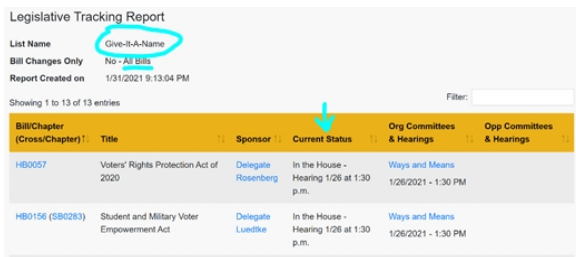 Legislative Tracking Report
List Name Give-It-A-Name
Bill Changes Only No - All Bills
Report Created on 1/31/2021 9:13:04 PM
Showing 1 to 13 of 13 entries Filter:
Bill/Chapter Org Committees Opp Committees
(Cross/Chapter) Title Sponsor Current Status & Hearings & Hearings
HB0057 Voters' Rights Protection Act of Delegate In the House - Ways and Means
2020 Rosenberg Hearing 1/26 at 1:30
p.m. 1/26/2021 - 1:30 PM
HB0156 (SB0283) Student and Military Voter Delegate In the House - Ways and Means
Empowerment Act Luedtke Hearing 1/26 at 1:30
p.m. 1/26/2021 - 1:30 PM